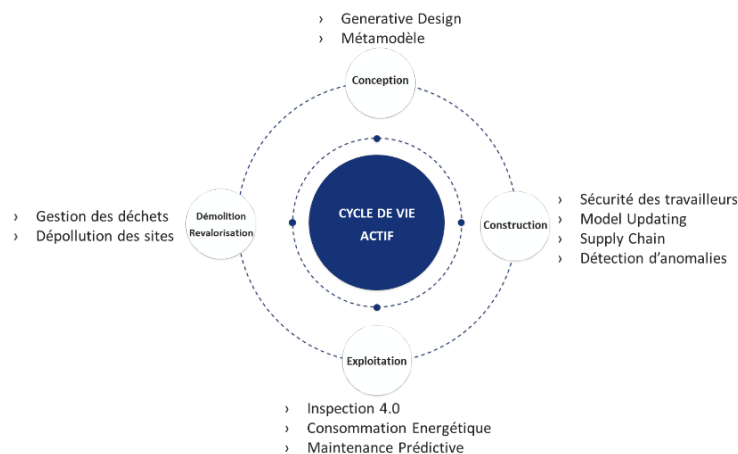 › Generative Design
› Métamodèle
Conception
CYCLE DE VIE
ACTIF
Construction
› Sécurité des travailleurs
› Model Updating
› Supply Chain
› Détection d'anomalies
Exploitation
› Inspection 4.0
› Consommation Energétique
› Maintenance Prédictive
Démolition
Revalorisation
› Gestion des déchets
› Dépollution des sites